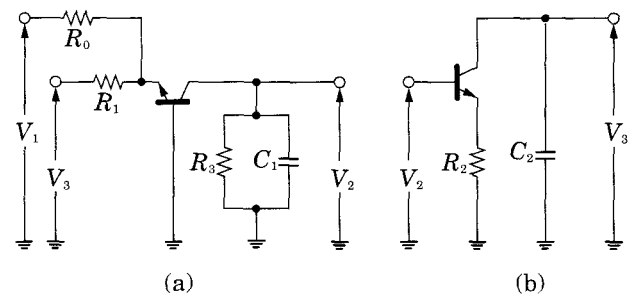 R₀
R₁
V₁
V₃
R₃
C₁
V₂
(a)
V₂
R₂
C₂
V₃
(b)